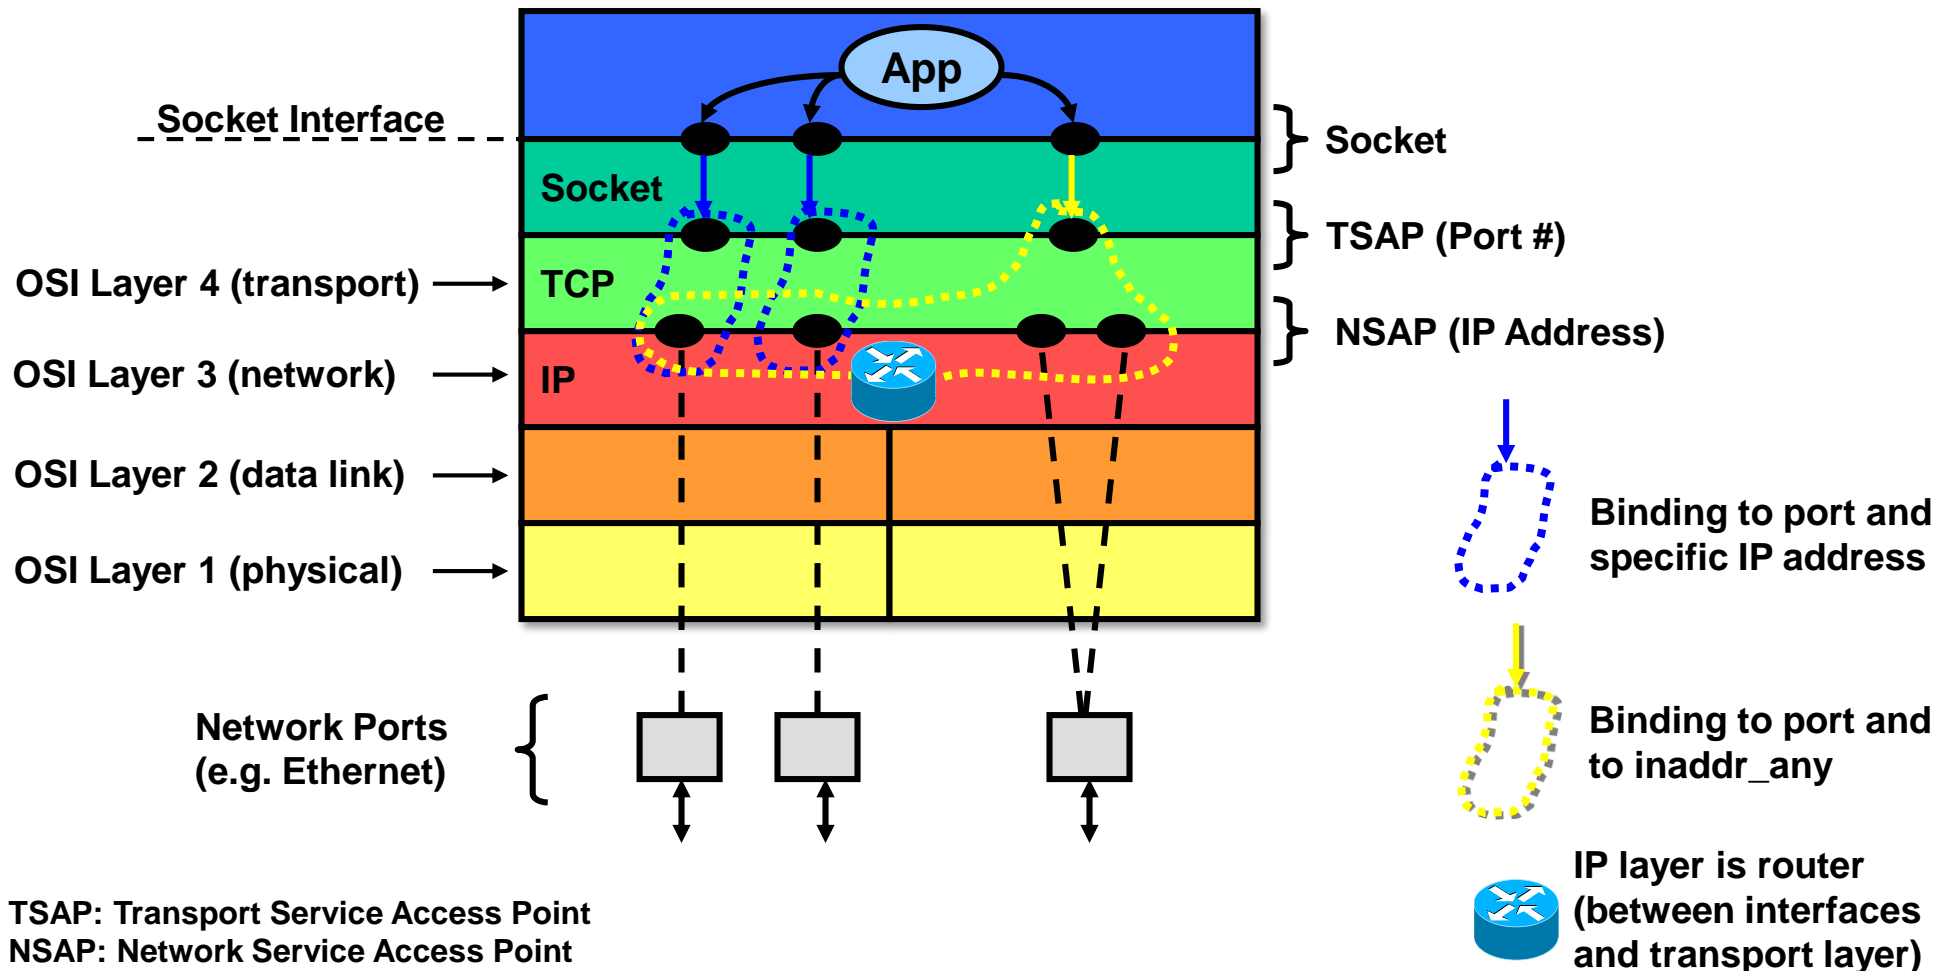 App
Socket Interface
Socket
Socket
TSAP (Port #)
OSI Layer 4 (transport)
TCP
NSAP (IP Address)
OSI Layer 3 (network)
IP
OSI Layer 2 (data link)
Binding to port and
specific IP address
OSI Layer 1 (physical)
Network Ports
(e.g. Ethernet)
Binding to port and
to inaddr_any
IP layer is router
(between interfaces
and transport layer)
TSAP: Transport Service Access Point
NSAP: Network Service Access Point